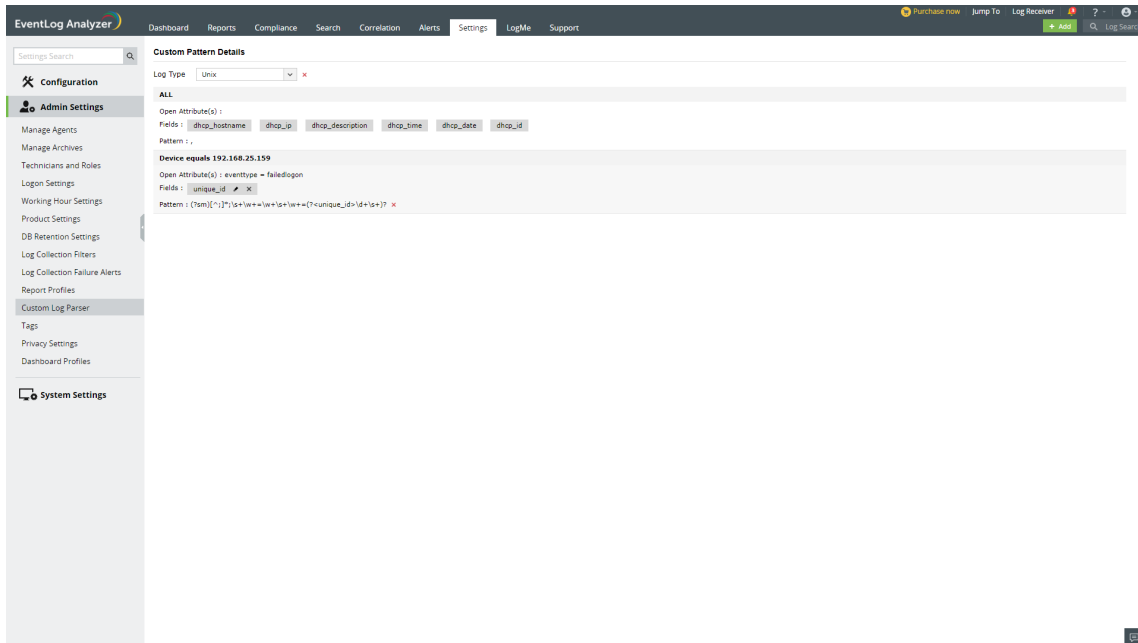 Purchase now Jump To Log Receiver ?
EventLog Analyzer
Dashboard Reports Compliance Search Correlation Alerts Settings LogMe Support
+ Add Log Searc
Settings Search
Configuration
Admin Settings
Manage Agents
Manage Archives
Technicians and Roles
Logon Settings
Working Hour Settings
Product Settings
DB Retention Settings
Log Collection Filters
Log Collection Failure Alerts
Report Profiles
Custom Log Parser
Tags
Privacy Settings
Dashboard Profiles
System Settings
Custom Pattern Details
Log Type Unix
ALL
Open Attribute(s) :
Fields : dhcp_hostname dhcp_ip dhcp_description dhcp_time dhcp_date dhcp_id
Pattern : ,
Device equals 192.168.25.159
Open Attribute(s) : eventtype = failedlogon
Fields : unique_id
Pattern : (?sm)[^;]*;\s+\w+=\w+\s+\w+=(?<unique_id>\d+\s+)?